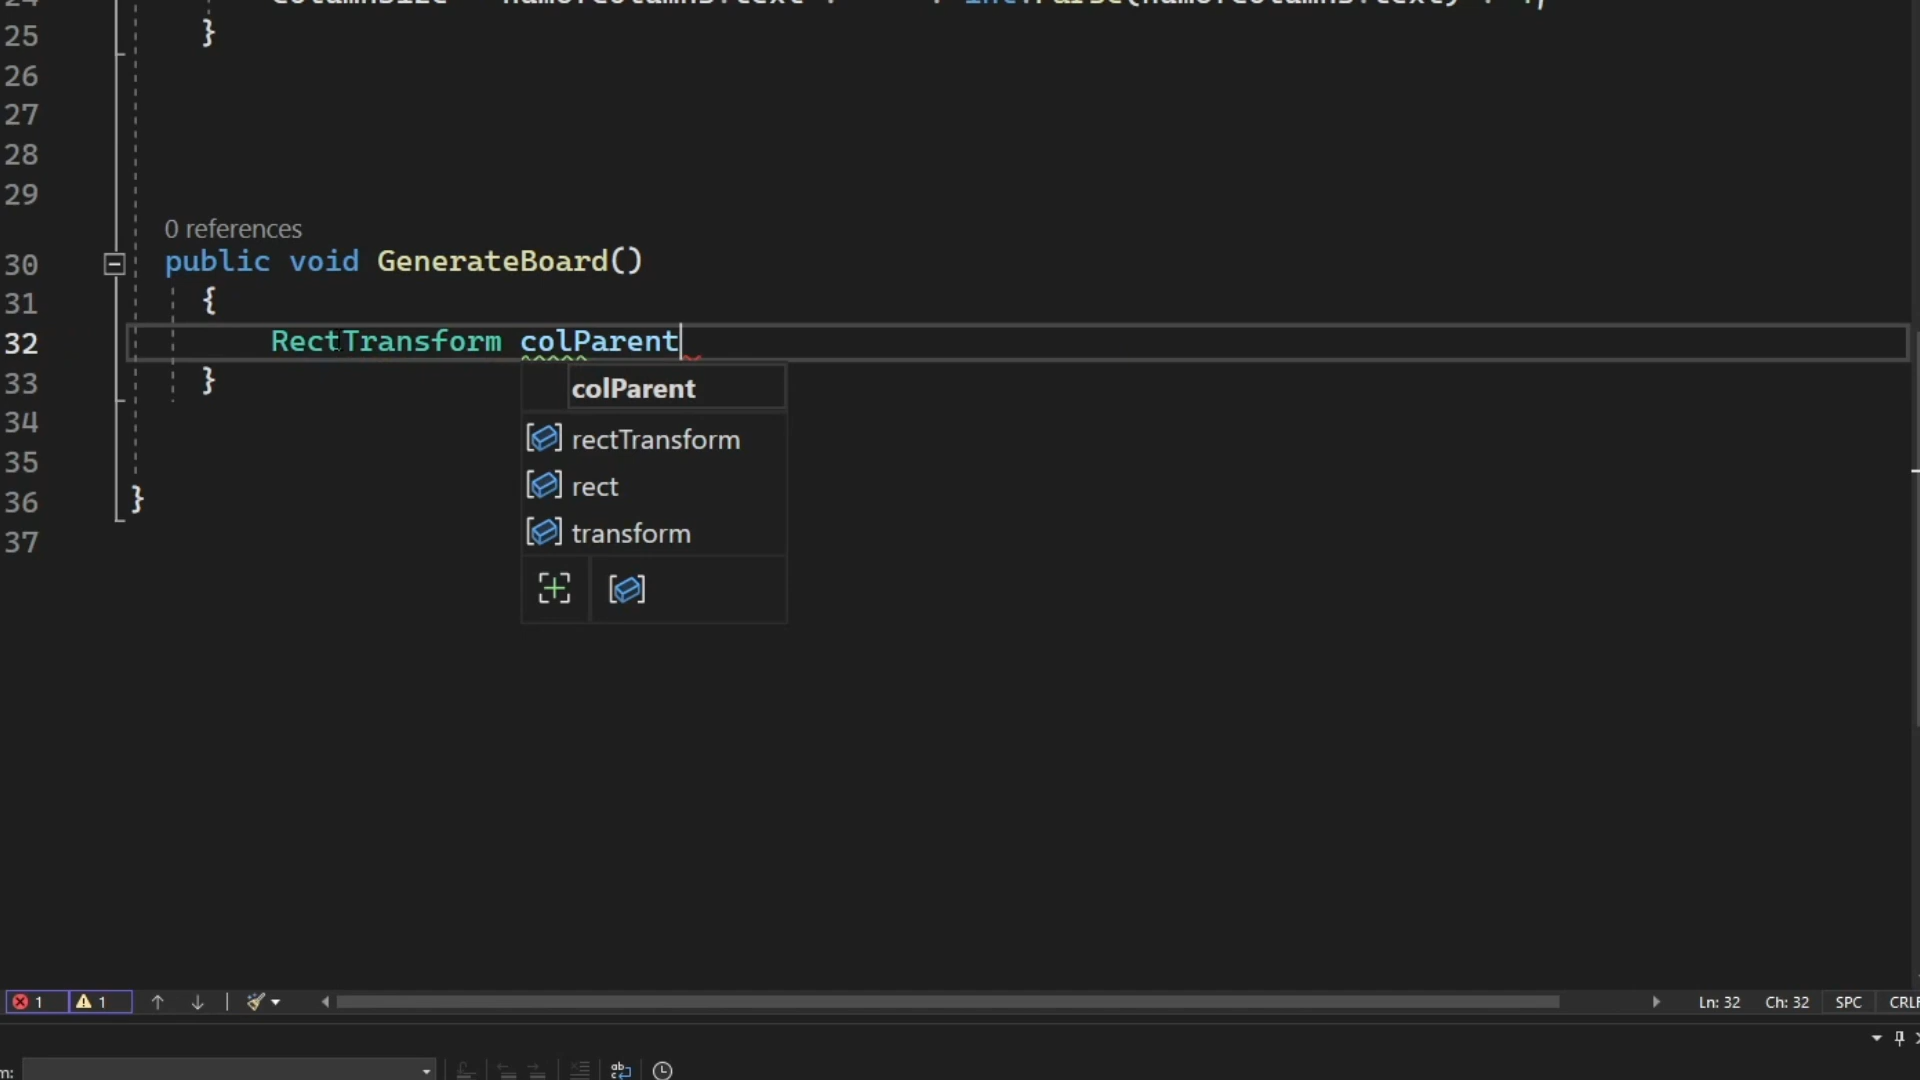 24
25 }
26
27
28
29
0 references
30 public void GenerateBoard()
31 {
32 RectTransform colParent
33 }
34
35
36 }
37
colParent
rectTransform
rect
transform
1 1 Ln: 32 Ch: 32 SPC CRLF
m: